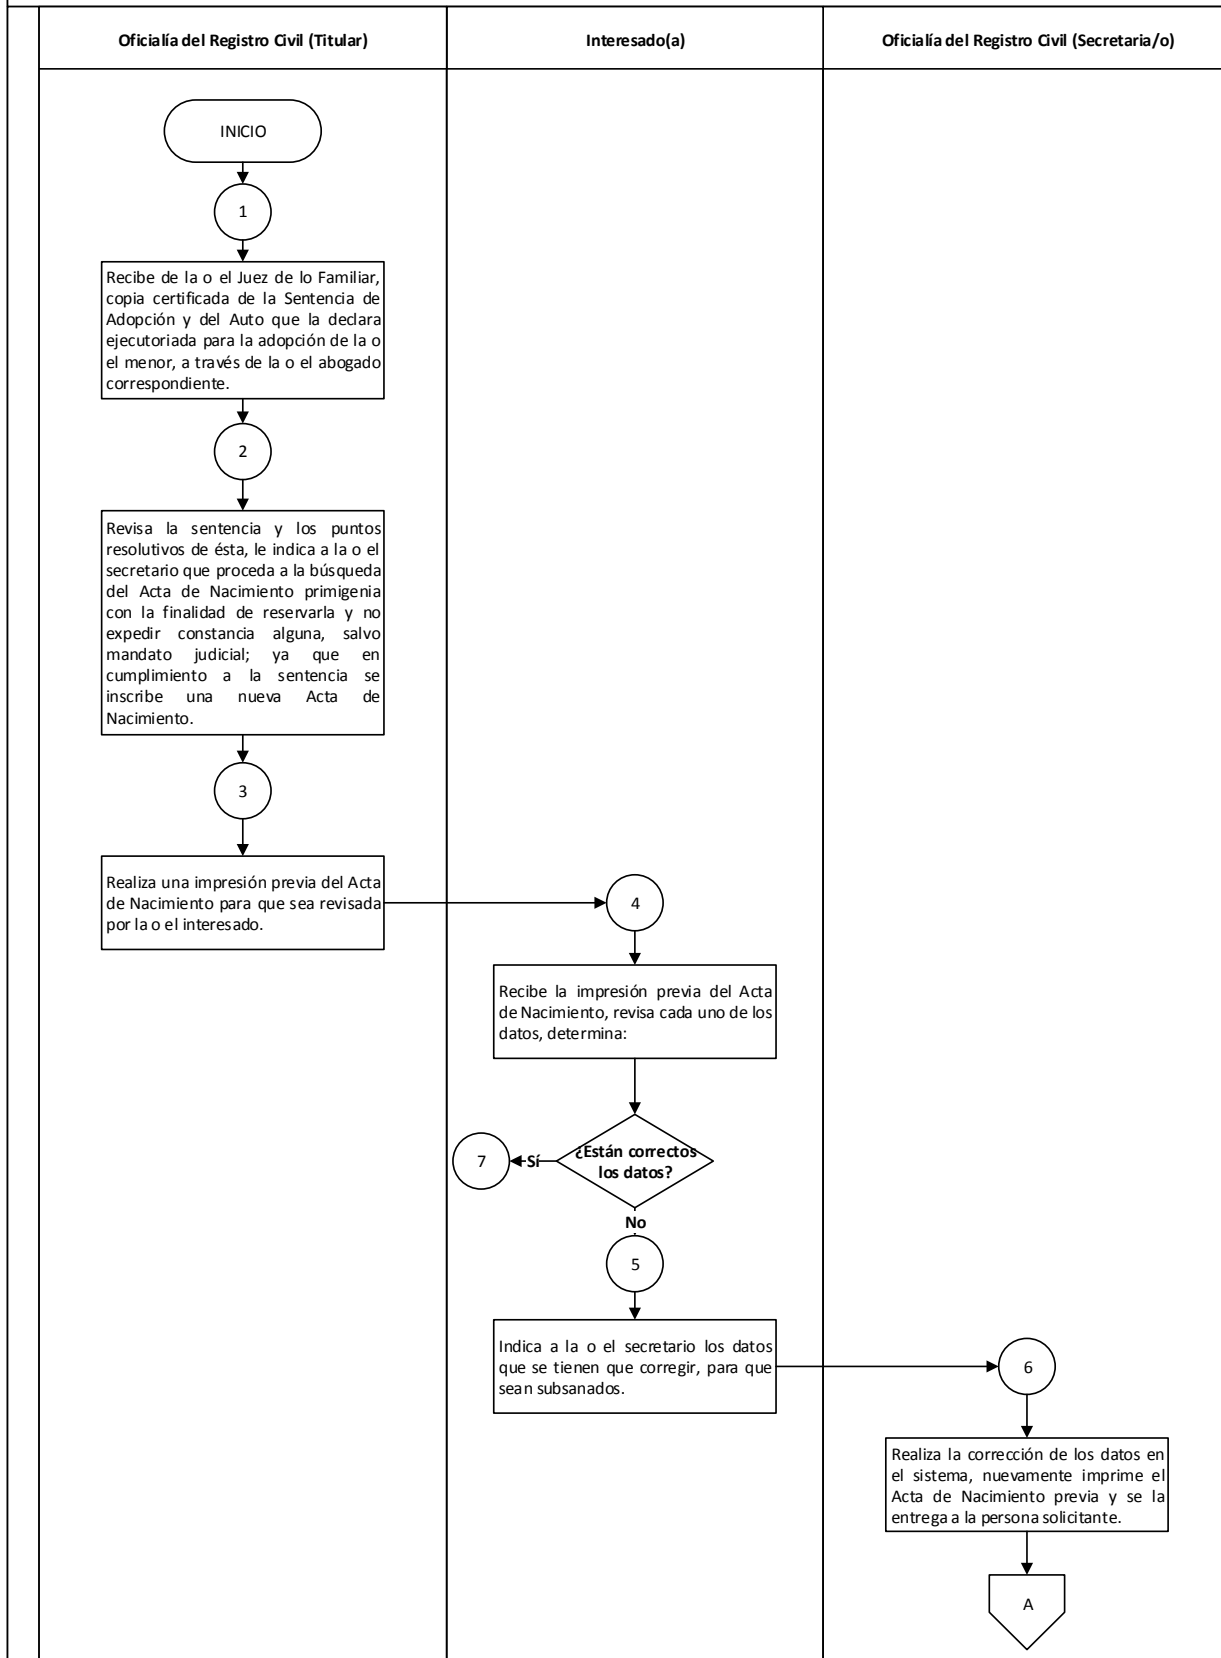 Oficialía del Registro Civil (Titular)
Interesado(a)
Oficialía del Registro Civil (Secretaria/o)
INICIO
1
Recibe de la o el Juez de lo Familiar,
copia certificada de la Sentencia de
Adopción y del Auto que la declara
ejecutoriada para la adopción de la o
el menor, a través de la o el abogado
correspondiente.
2
Revisa la sentencia y los puntos
resolutivos de ésta, le indica a la o el
secretario que proceda a la búsqueda
del Acta de Nacimiento primigenia
con la finalidad de reservarla y no
expedir constancia alguna, salvo
mandato judicial; ya que en
cumplimiento a la sentencia se
inscribe una nueva Acta de
Nacimiento.
3
Realiza una impresión previa del Acta
de Nacimiento para que sea revisada
por la o el interesado.
4
Recibe la impresión previa del Acta
de Nacimiento, revisa cada uno de los
datos, determina:
¿Están correctos
los datos?
Sí
7
No
5
Indica a la o el secretario los datos
que se tienen que corregir, para que
sean subsanados.
6
Realiza la corrección de los datos en
el sistema, nuevamente imprime el
Acta de Nacimiento previa y se la
entrega a la persona solicitante.
A